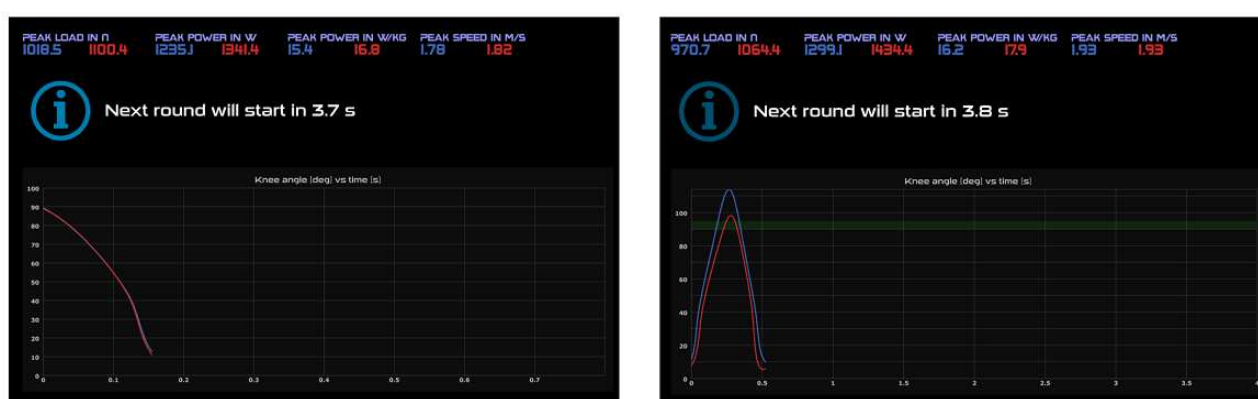 PEAK LOAD IN N PEAK POWER IN W PEAK POWER IN W/KG PEAK SPEED IN M/S
1018.5 1100.4 1235.1 1341.4 15.4 16.8 1.78 1.82
Next round will start in 3.7 s
Knee angle [deg] vs time [s]
100
90
80
70
60
50
40
30
20
10
0
0 0.1 0.2 0.3 0.4 0.5 0.6 0.7
PEAK LOAD IN N PEAK POWER IN W PEAK POWER IN W/KG PEAK SPEED IN M/S
970.7 1064.4 1299.1 1434.4 16.2 17.9 1.93 1.93
Next round will start in 3.8 s
Knee angle [deg] vs time [s]
100
80
60
40
20
0
0 0.5 1 1.5 2 2.5 3 3.5 4